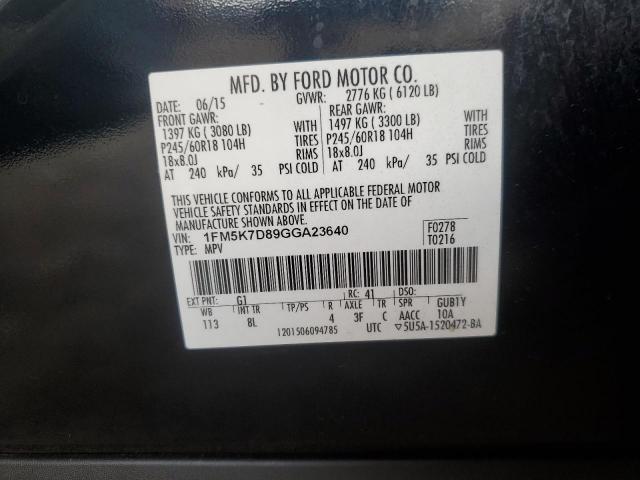 MFD. BY FORD MOTOR CO.
DATE: 06/15 GVWR: 2776 KG ( 6120 LB)
FRONT GAWR: REAR GAWR:
1397 KG ( 3080 LB) WITH 1497 KG ( 3300 LB) WITH
P245/60R18 104H TIRES P245/60R18 104H TIRES
18x8.0J RIMS 18x8.0J RIMS
AT 240 kPa/ 35 PSI COLD AT 240 kPa/ 35 PSI COLD
THIS VEHICLE CONFORMS TO ALL APPLICABLE FEDERAL MOTOR
VEHICLE SAFETY STANDARDS IN EFFECT ON THE DATE OF
MANUFACTURE SHOWN ABOVE.
VIN: 1FM5K7D89GGA23640 F0278
TYPE: MPV T0216
EXT PNT: G1 RC: 41 DSO:
WB INT TR TP/PS R AXLE TR SPR GUB1Y
113 8L 4 3F C AACC 10A
1201506094785 UTC ▽5U5A-1520472-BA